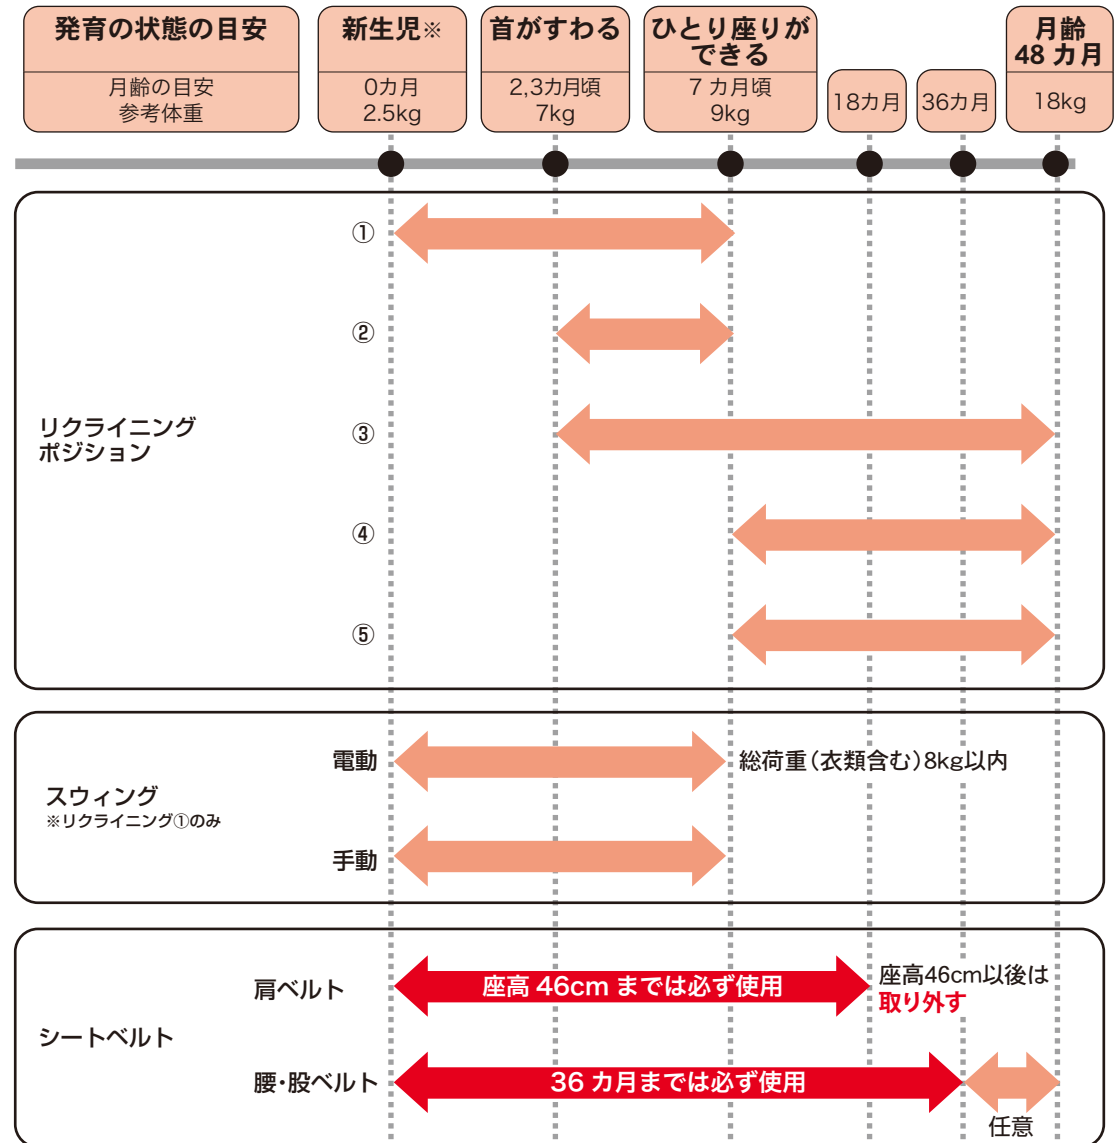 発育の状態の目安
月齢の目安
参考体重
新生児※
0カ月
2.5kg
首がすわる
2,3カ月頃
7kg
ひとり座りが
できる
7 カ月頃
9kg
18カ月
36カ月
月齢
48 カ月
18kg
リクライニング
ポジション
①
②
③
④
⑤
スウィング
※リクライニング①のみ
電動
総荷重（衣類含む）8kg以内
手動
シートベルト
肩ベルト
座高 46cm までは必ず使用
座高46cm以後は
取り外す
腰・股ベルト
36 カ月までは必ず使用
任意